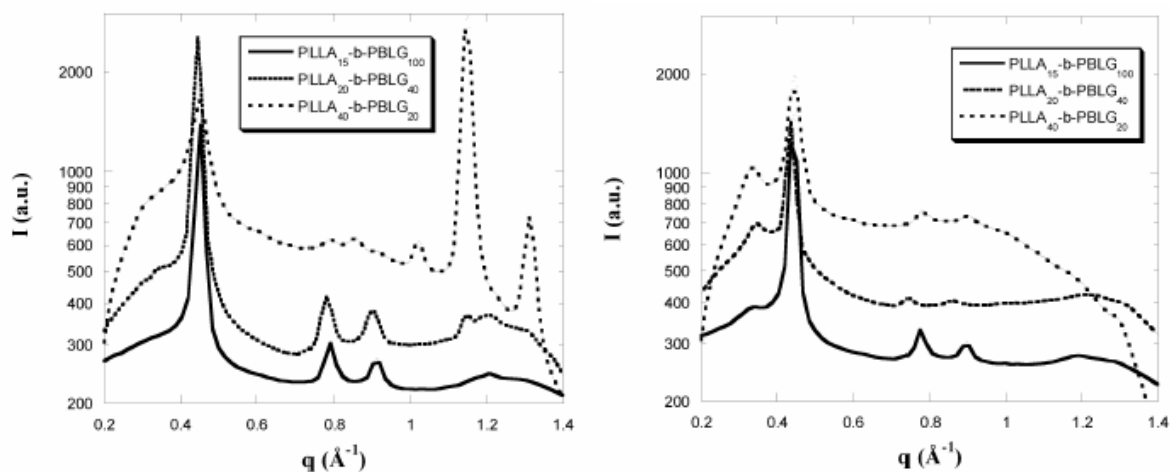 PLLA15-b-PBLG100
PLLA20-b-PBLG40
PLLA40-b-PBLG20
2000
1000
900
800
700
600
500
400
300
200
I (a.u.)
0.2 0.4 0.6 0.8 1 1.2 1.4
q (Å-1)
PLLA15-b-PBLG100
PLLA20-b-PBLG40
PLLA40-b-PBLG20
2000
1000
900
800
700
600
500
400
300
200
I (a.u.)
0.2 0.4 0.6 0.8 1 1.2 1.4
q (Å-1)